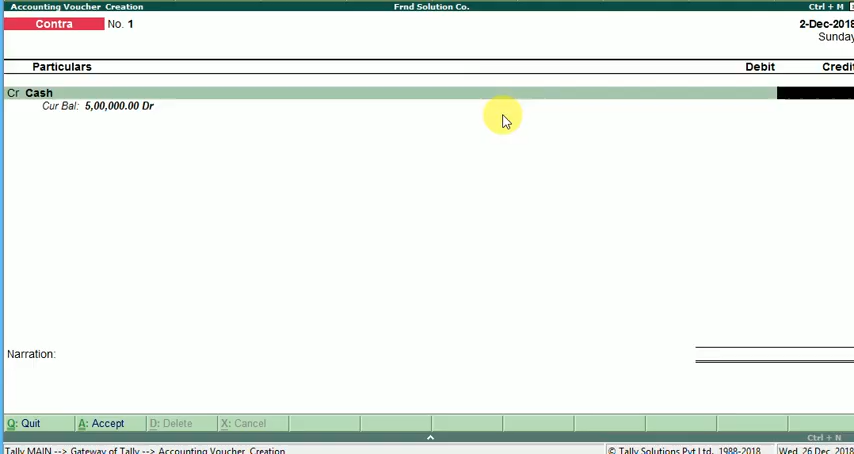 Accounting Voucher Creation Frnd Solution Co. Ctrl + M
Contra No. 1 2-Dec-2018
Sunday
Particulars Debit Credit
Cr Cash
Cur Bal: 5,00,000.00 Dr
Narration:
Q: Quit A: Accept D: Delete X: Cancel
Ctrl + N
Tally MAIN --> Gateway of Tally --> Accounting Voucher Creation © Tally Solutions Pvt Ltd., 1988-2018 Wed, 26 Dec, 2018